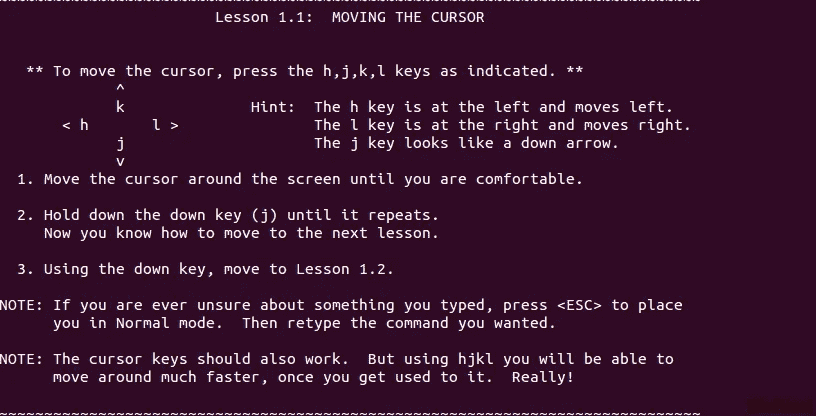 ~~~~~~~~~~~~~~~~~~~~~~~~~~~~~~~~~~~~~~~~~~~~~~~~~~~~~~~~~~~~~~~~~~~~~~~~~~~~~~
                        Lesson 1.1:  MOVING THE CURSOR


   ** To move the cursor, press the h,j,k,l keys as indicated. **
             ^
             k              Hint:  The h key is at the left and moves left.
       < h       l >               The l key is at the right and moves right.
             j                     The j key looks like a down arrow.
             v
  1. Move the cursor around the screen until you are comfortable.

  2. Hold down the down key (j) until it repeats.
     Now you know how to move to the next lesson.

  3. Using the down key, move to Lesson 1.2.

NOTE: If you are ever unsure about something you typed, press <ESC> to place
      you in Normal mode.  Then retype the command you wanted.

NOTE: The cursor keys should also work.  But using hjkl you will be able to
      move around much faster, once you get used to it.  Really!

~~~~~~~~~~~~~~~~~~~~~~~~~~~~~~~~~~~~~~~~~~~~~~~~~~~~~~~~~~~~~~~~~~~~~~~~~~~~~~